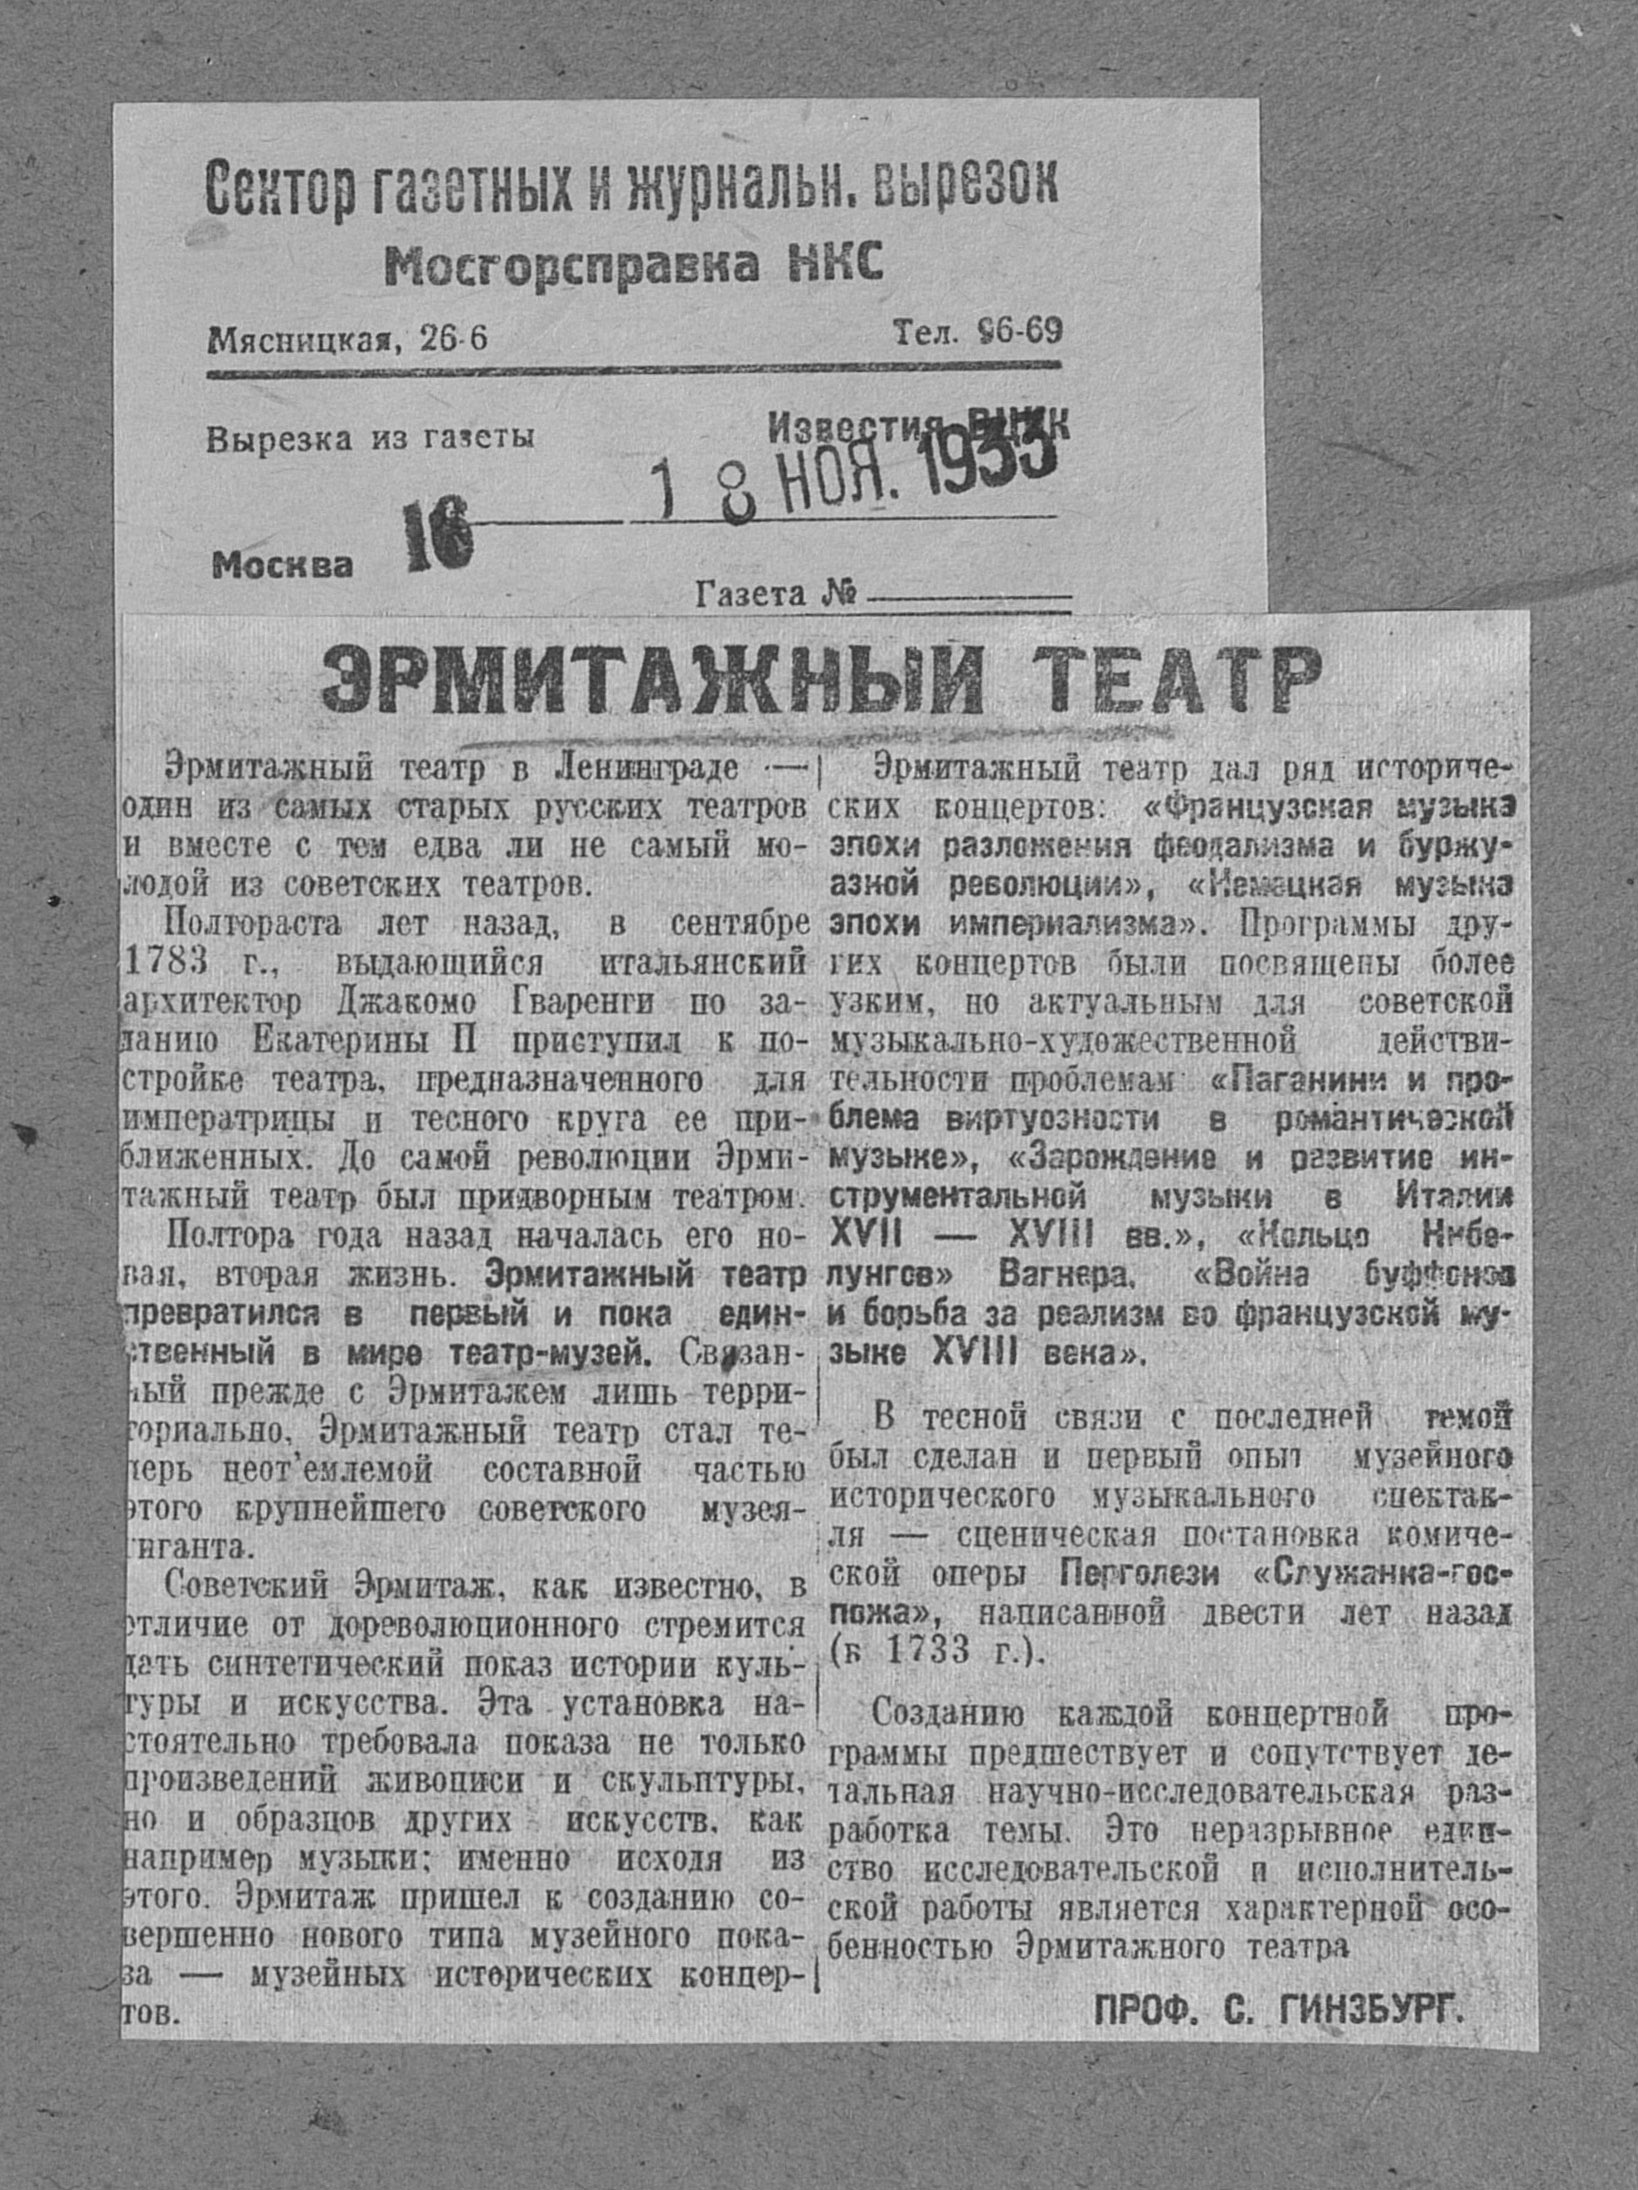 Сектор газетных и журнальн. вырезок
Мосгорсправка НКС
Мясницкая, 26-6 Тел. 96-69
Вырезка из газеты Известия ВЦИК
18 НОЯ. 1933
16
Москва
Газета №
ЭРМИТАЖНЫЙ ТЕАТР
Эрмитажный театр в Ленинграде —
один из самых старых русских театров
и вместе с тем едва ли не самый мо-
лодой из советских театров.
Полтораста лет назад, в сентябре
1783 г., выдающийся итальянский
архитектор Джакомо Гваренги по за-
данию Екатерины II приступил к по-
стройке театра, предназначенного для
императрицы и тесного круга ее при-
ближенных. До самой революции Эрми-
тажный театр был придворным театром.
Полтора года назад началась его но-
вая, вторая жизнь. Эрмитажный театр
превратился в первый и пока един-
ственный в мире театр-музей. Связан-
ный прежде с Эрмитажем лишь терри-
ториально, Эрмитажный театр стал те-
перь неот'емлемой составной частью
этого крупнейшего советского музея-
гиганта.
Советский Эрмитаж, как известно, в
отличие от дореволюционного стремится
дать синтетический показ истории куль-
туры и искусства. Эта установка на-
стоятельно требовала показа не только
произведений живописи и скульптуры,
но и образцов других искусств, как
например музыки; именно исходя из
этого, Эрмитаж пришел к созданию со-
вершенно нового типа музейного пока-
за — музейных исторических концер-
тов.
Эрмитажный театр дал ряд историче-
ских концертов: «Французская музыка
эпохи разложения феодализма и буржу-
азной революции», «Немецкая музыка
эпохи империализма». Программы дру-
гих концертов были посвящены более
узким, но актуальным для советской
музыкально-художественной действи-
тельности проблемам «Паганини и про-
блема виртуозности в романтической
музыке», «Зарождение и развитие ин-
струментальной музыки в Италии
XVII — XVIII вв.», «Кольцо Нибе-
лунгов» Вагнера, «Война буффонов
и борьба за реализм во французской му-
зыке XVIII века».
В тесной связи с последней темой
был сделан и первый опыт музейного
исторического музыкального спектак-
ля — сценическая постановка комиче-
ской оперы Перголези «Служанка-гос-
пожа», написанной двести лет назад
(в 1733 г.).
Созданию каждой концертной про-
граммы предшествует и сопутствует де-
тальная научно-исследовательская раз-
работка темы. Это неразрывное един-
ство исследовательской и исполнитель-
ской работы является характерной осо-
бенностью Эрмитажного театра
ПРОФ. С. ГИНЗБУРГ.